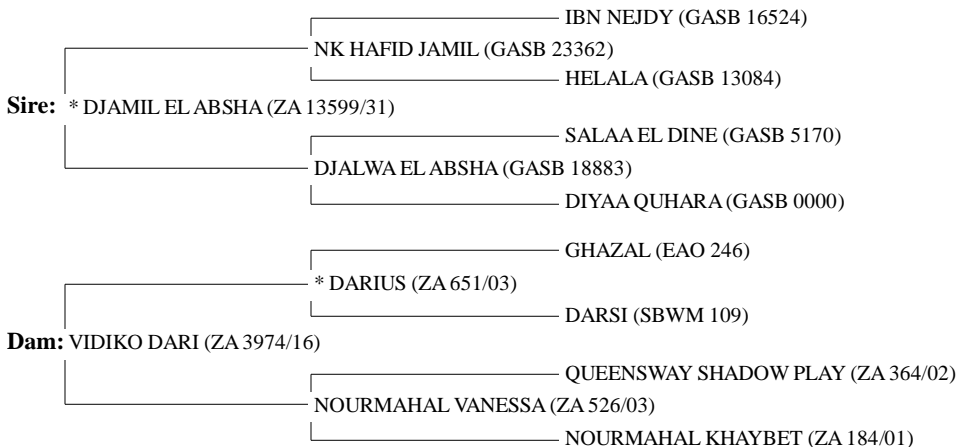 IBN NEJDY (GASB 16524)
NK HAFID JAMIL (GASB 23362)
HELALA (GASB 13084)
Sire: * DJAMIL EL ABSHA (ZA 13599/31)
SALAA EL DINE (GASB 5170)
DJALWA EL ABSHA (GASB 18883)
DIYAA QUHARA (GASB 0000)
GHAZAL (EAO 246)
* DARIUS (ZA 651/03)
DARSI (SBWM 109)
Dam: VIDIKO DARI (ZA 3974/16)
QUEENSWAY SHADOW PLAY (ZA 364/02)
NOURMAHAL VANESSA (ZA 526/03)
NOURMAHAL KHAYBET (ZA 184/01)